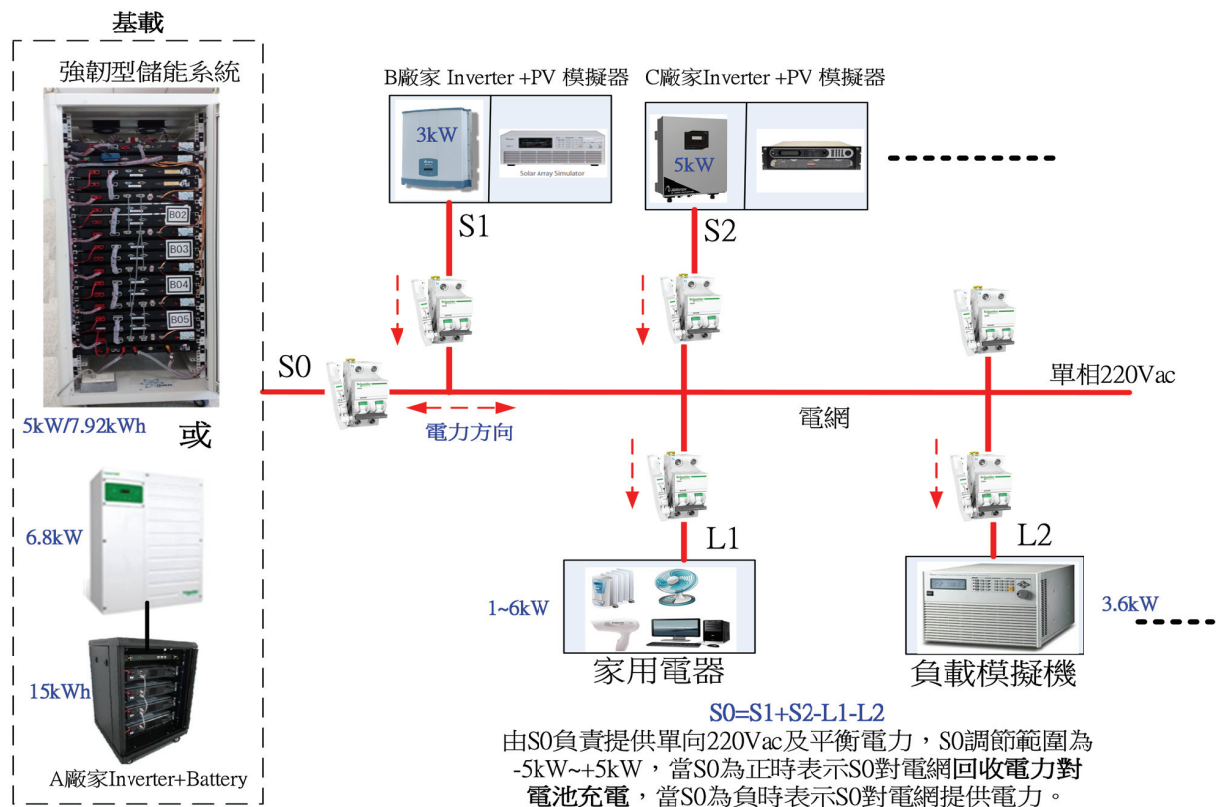 基載
強韌型儲能系統
B02
B03
B04
B05
5kW/7.92kWh
或
6.8kW
15kWh
A廠家Inverter+Battery
B廠家 Inverter +PV 模擬器
3kW
Solar Array Simulator
C廠家Inverter +PV 模擬器
5kW
S1
S2
S0
單相220Vac
電網
電力方向
L1
L2
1~6kW
3.6kW
家用電器
負載模擬機
S0=S1+S2-L1-L2
由S0負責提供單向220Vac及平衡電力，S0調節範圍為
-5kW~+5kW，當S0為正時表示S0對電網回收電力對
電池充電，當S0為負時表示S0對電網提供電力。